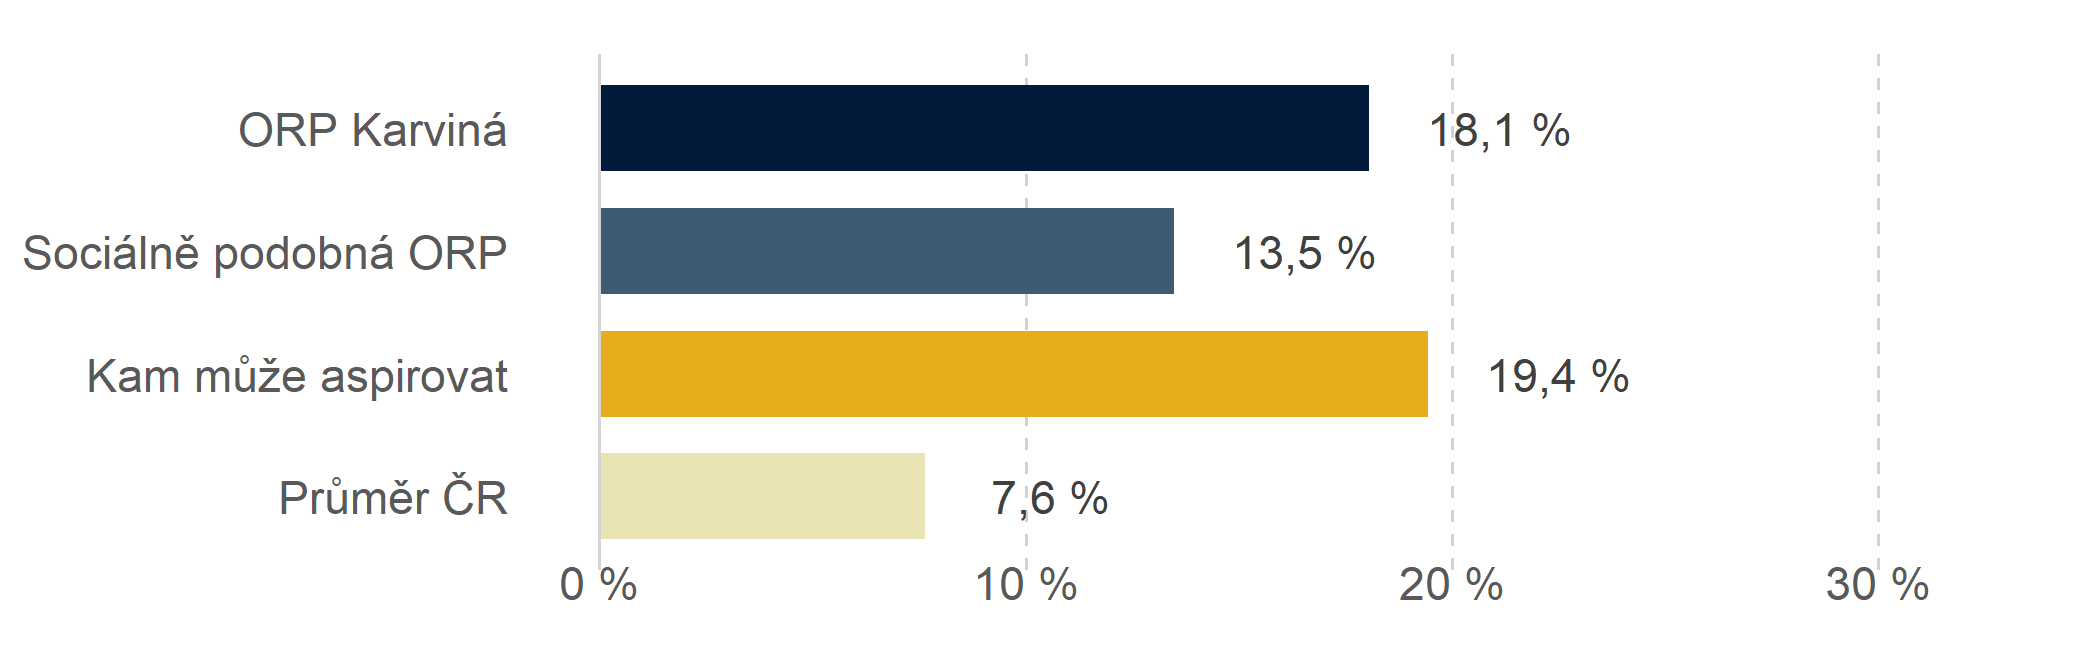 ORP Karviná 18,1 %
Sociálně podobná ORP 13,5 %
Kam může aspirovat 19,4 %
Průměr ČR 7,6 %
0 % 10 % 20 % 30 %